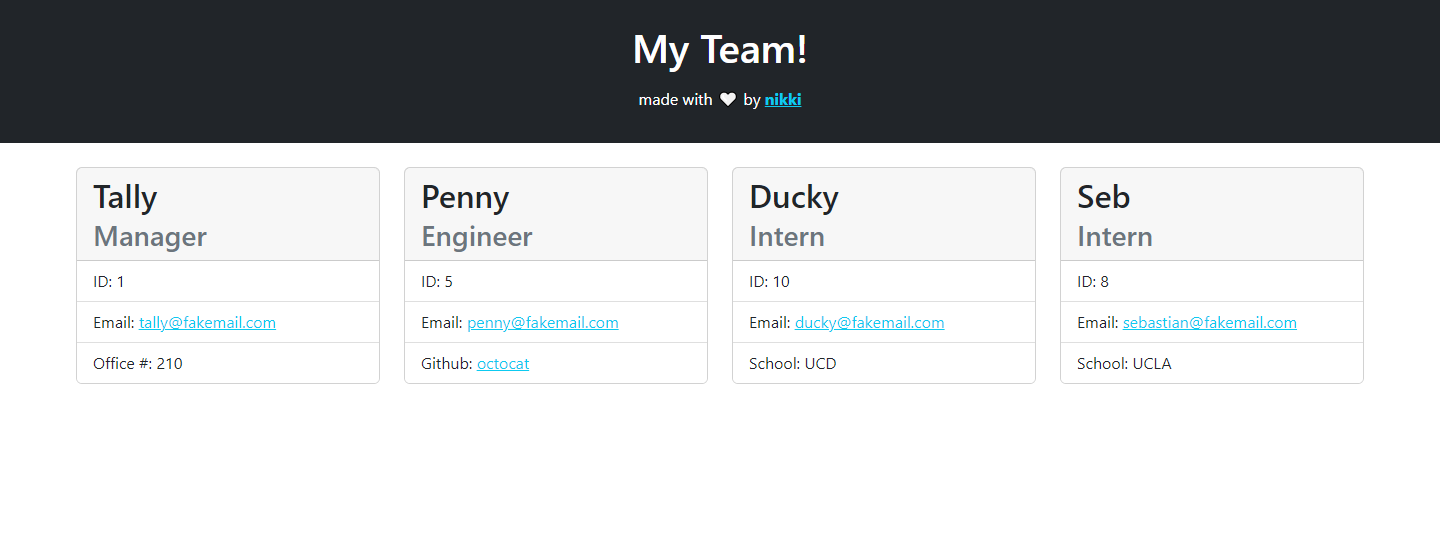 My Team!
made with ♥ by nikki
Tally
Manager
ID: 1
Email: tally@fakemail.com
Office #: 210
Penny
Engineer
ID: 5
Email: penny@fakemail.com
Github: octocat
Ducky
Intern
ID: 10
Email: ducky@fakemail.com
School: UCD
Seb
Intern
ID: 8
Email: sebastian@fakemail.com
School: UCLA